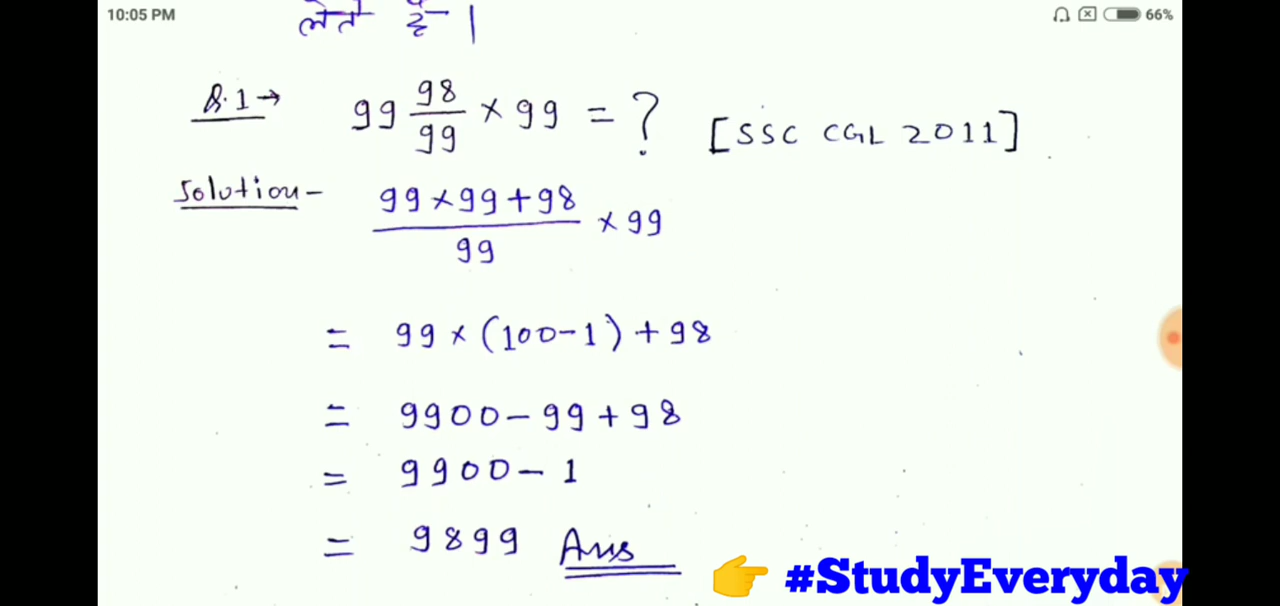 10:05 PM 66%
लेते हैं।
Q.1→ 99 98/99 × 99 = ? [SSC CGL 2011]
Solution- (99×99+98)/99 × 99
= 99 × (100-1) + 98
= 9900 - 99 + 98
= 9900 - 1
= 9899 Ans
👉 #StudyEveryday